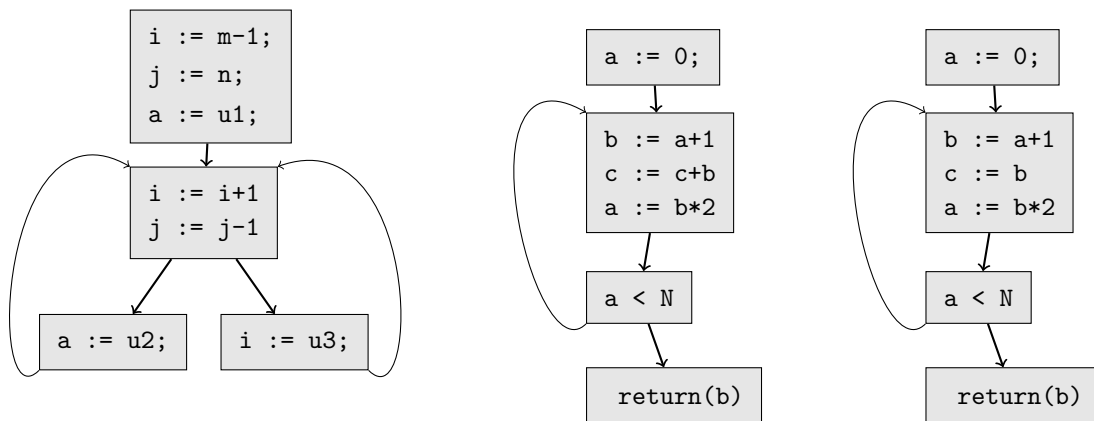 i := m-1;
j := n;
a := u1;
i := i+1
j := j-1
a := u2;
i := u3;
a := 0;
b := a+1
c := c+b
a := b*2
a < N
return(b)
a := 0;
b := a+1
c := b
a := b*2
a < N
return(b)